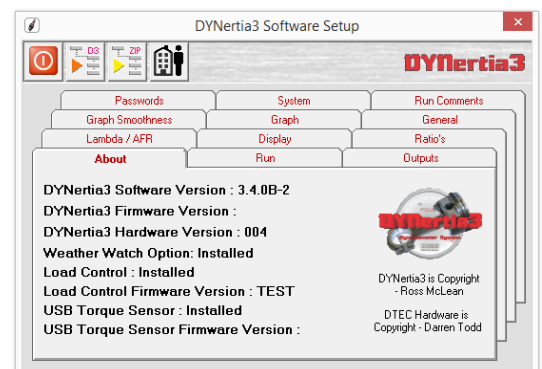 DYNertia3 Software Setup
D3
ZIP
DYNertia3
Passwords
System
Run Comments
Graph Smoothness
Graph
General
Lambda / AFR
Display
Ratio's
About
Run
Outputs
DYNertia3 Software Version : 3.4.0B-2
DYNertia3 Firmware Version :
DYNertia3 Hardware Version : 004
Weather Watch Option: Installed
Load Control : Installed
Load Control Firmware Version : TEST
USB Torque Sensor : Installed
USB Torque Sensor Firmware Version :
DYNertia3
Dynamometer System
DYNertia3 is Copyright
- Ross McLean
DTEC Hardware is
Copyright - Darren Todd